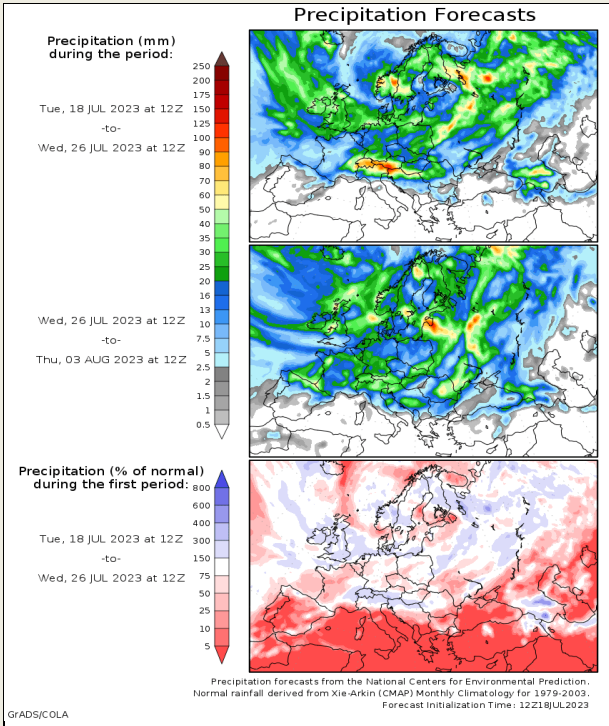 Precipitation Forecasts
Precipitation (mm)
during the period:
250
200
175
150
125
100
90
80
70
60
50
40
35
30
25
20
16
13
10
7.5
5
2.5
2
1.5
1
0.5
Tue, 18 JUL 2023 at 12Z
-to-
Wed, 26 JUL 2023 at 12Z
Wed, 26 JUL 2023 at 12Z
-to-
Thu, 03 AUG 2023 at 12Z
Precipitation (% of normal)
during the first period:
800
600
400
300
150
75
50
25
10
5
Tue, 18 JUL 2023 at 12Z
-to-
Wed, 26 JUL 2023 at 12Z
Precipitation forecasts from the National Centers for Environmental Prediction.
Normal rainfall derived from Xie-Arkin (CMAP) Monthly Climatology for 1979-2003.
Forecast Initialization Time: 12Z18JUL2023
GrADS/COLA